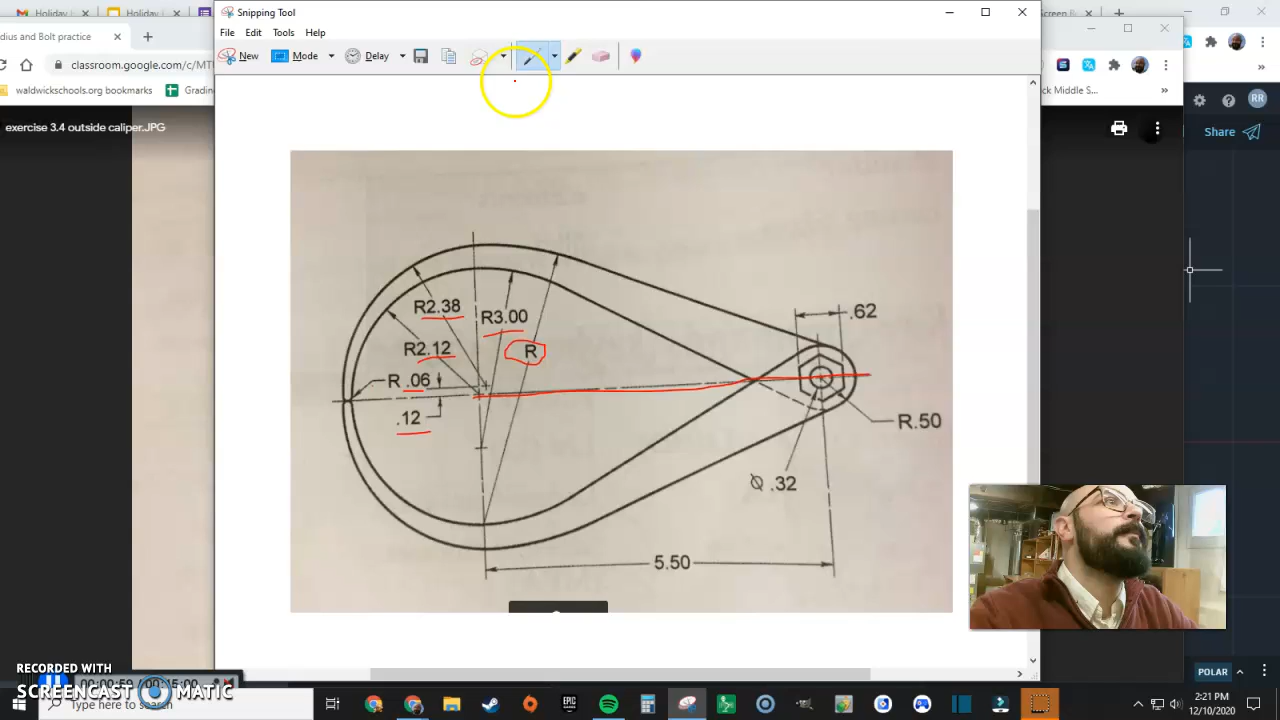 Snipping Tool
Holiday
Holiday
dius and Bolt practice
File Edit Tools Help
classroom.google.com/c/MT
New Mode Delay
waldwickschools.org bookmarks
Grading
ck Middle S...
exercise 3.4 outside caliper.JPG
RR
Share
R2.38
R3.00
.62
R2.12
R
R .06
.12
R.50
Ø .32
5.50
RECORDED WITH
SCREENCAST MATIC
Type here to search
POLAR
EPIC
GAMES
2:21 PM
12/10/2020